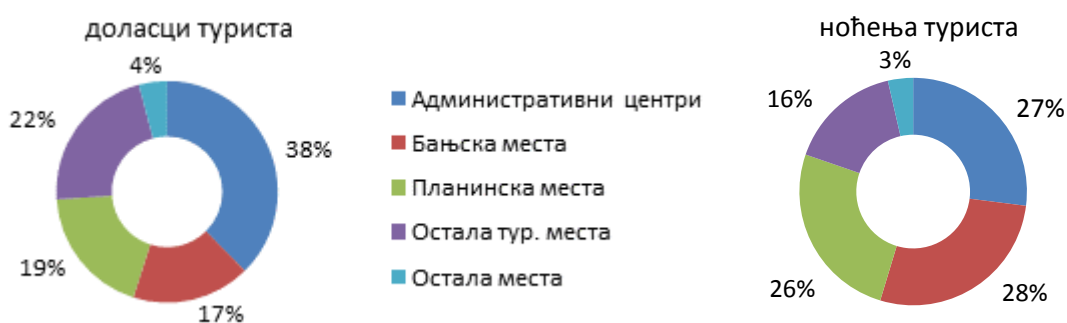 доласци туриста
4%
22%
38%
19%
17%
Административни центри
Бањска места
Планинска места
Остала тур. места
Остала места
ноћења туриста
3%
16%
27%
26%
28%